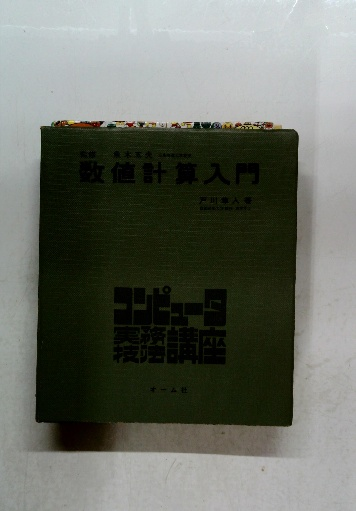 数値計算入門
戸川隼人著
コンピュータ
実務
技法講座
オーム社